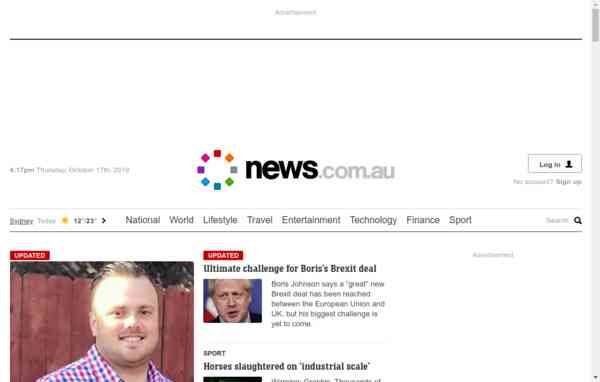 Advertisement
4:17pm Thursday, October 17th, 2019
news.com.au
Log in
No account? Sign up
Sydney Today 12°/23°
National World Lifestyle Travel Entertainment Technology Finance Sport
Search
UPDATED
UPDATED
Ultimate challenge for Boris's Brexit deal
Boris Johnson says a "great" new
Brexit deal has been reached
between the European Union and
UK, but his biggest challenge is
yet to come.
SPORT
Horses slaughtered on 'industrial scale'
Warning: Graphic. Thousands of
Advertisement